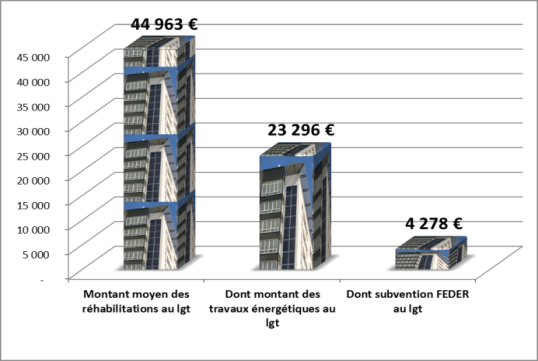 44 963 €
45 000
40 000
35 000
30 000
25 000
20 000
15 000
10 000
5 000
-
23 296 €
4 278 €
Montant moyen des
réhabilitations au lgt
Dont montant des
travaux énergétiques au
lgt
Dont subvention FEDER
au lgt